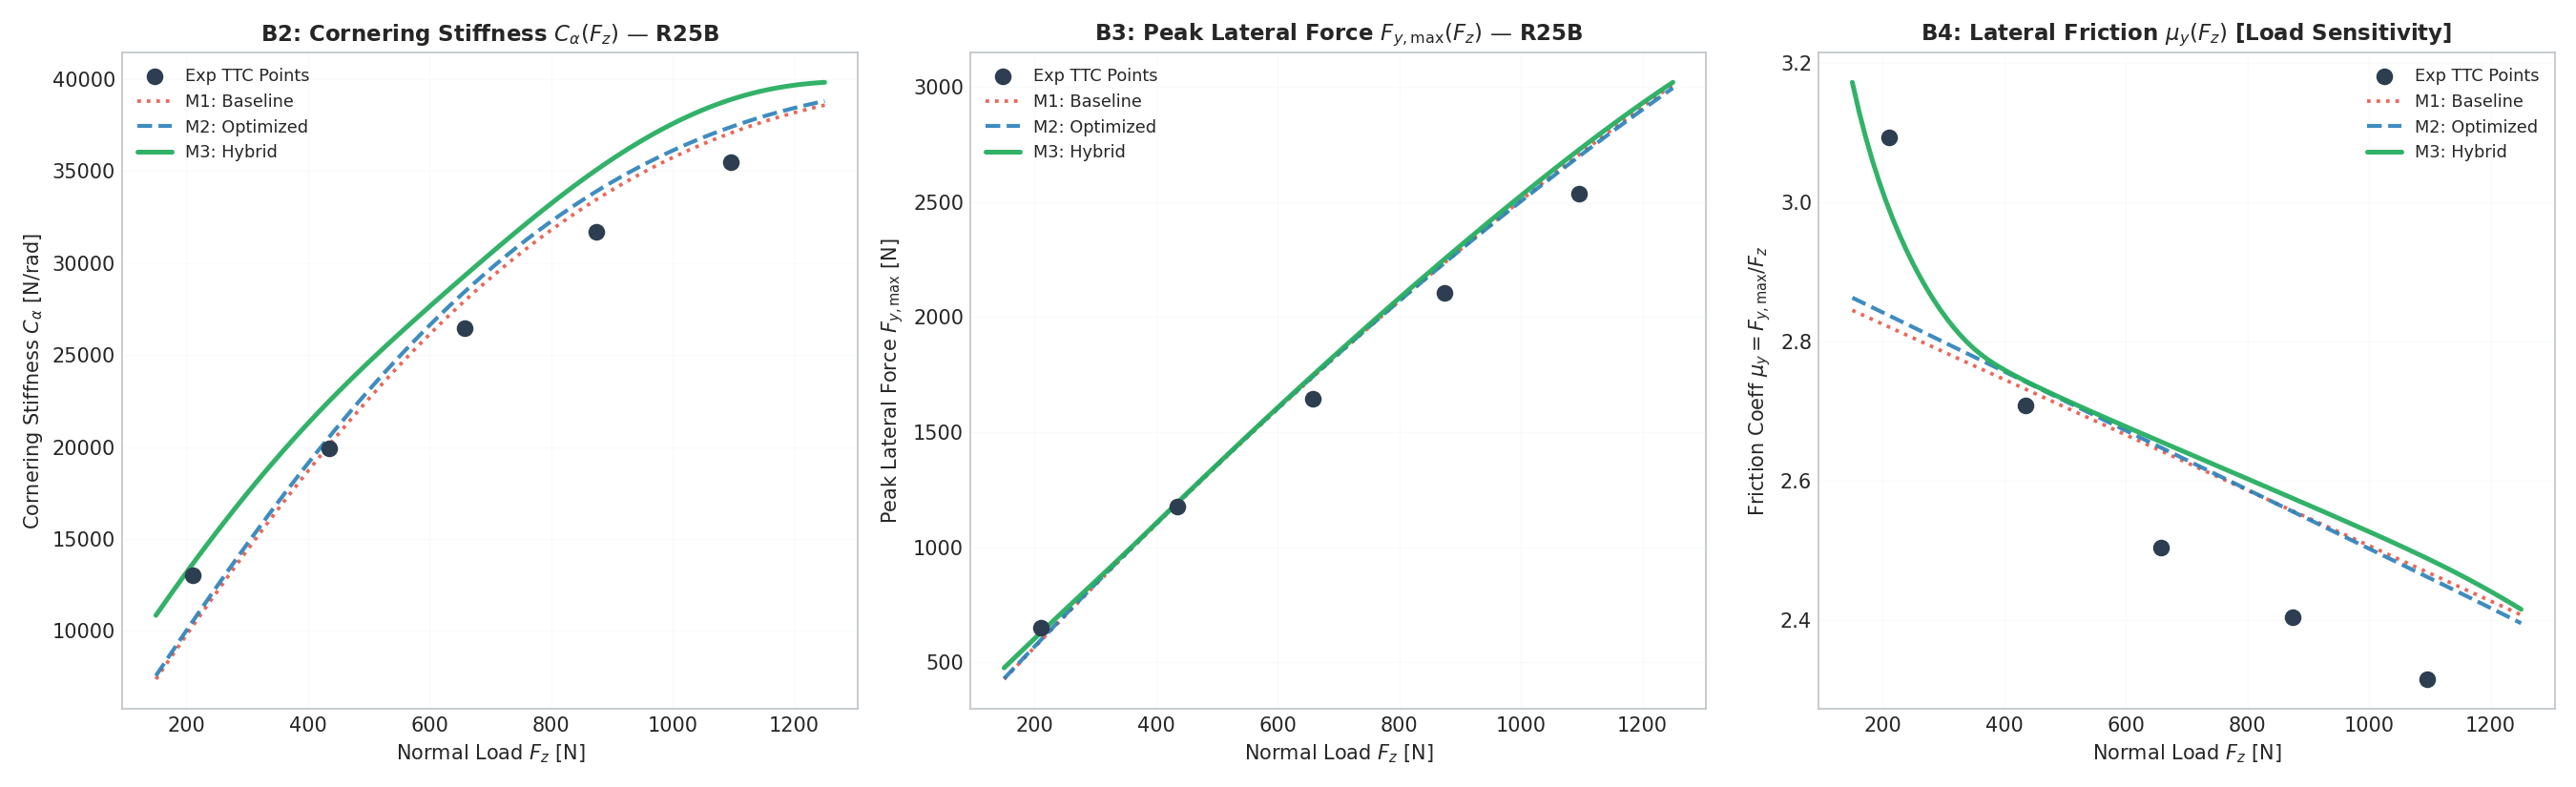 B2: Cornering Stiffness Cα(Fz) — R25B
Cornering Stiffness Cα [N/rad]
40000
35000
30000
25000
20000
15000
10000
Exp TTC Points
M1: Baseline
M2: Optimized
M3: Hybrid
200 400 600 800 1000 1200
Normal Load Fz [N]
B3: Peak Lateral Force Fy,max(Fz) — R25B
Peak Lateral Force Fy,max [N]
3000
2500
2000
1500
1000
500
Exp TTC Points
M1: Baseline
M2: Optimized
M3: Hybrid
200 400 600 800 1000 1200
Normal Load Fz [N]
B4: Lateral Friction μy(Fz) [Load Sensitivity]
Friction Coeff μy = Fy,max/Fz
3.2
3.0
2.8
2.6
2.4
Exp TTC Points
M1: Baseline
M2: Optimized
M3: Hybrid
200 400 600 800 1000 1200
Normal Load Fz [N]